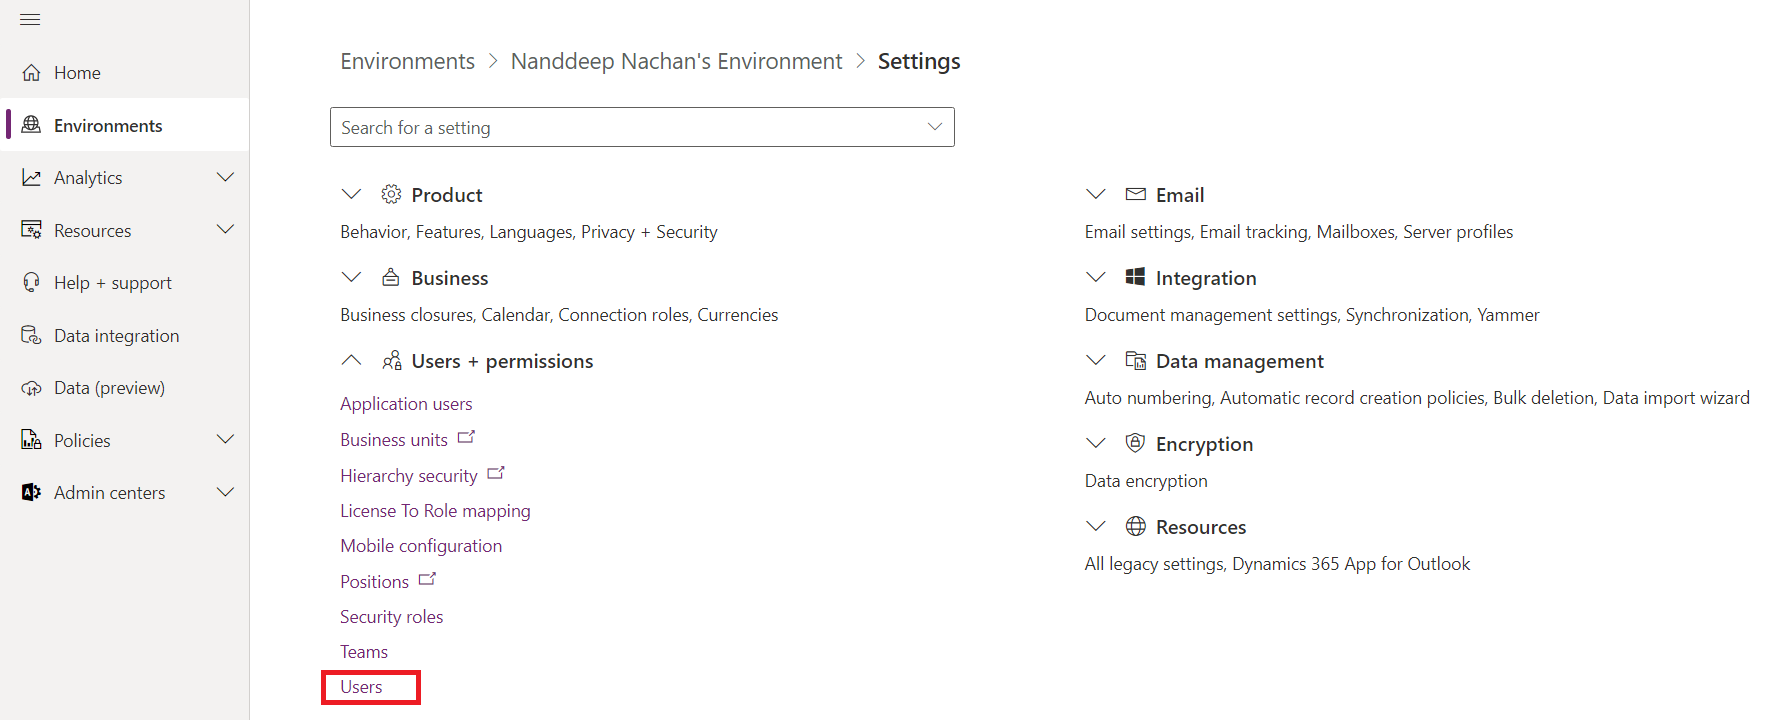 Home
Environments
Analytics
Resources
Help + support
Data integration
Data (preview)
Policies
Admin centers
Environments > Nanddeep Nachan's Environment > Settings
Search for a setting
Product
Behavior, Features, Languages, Privacy + Security
Business
Business closures, Calendar, Connection roles, Currencies
Users + permissions
Application users
Business units
Hierarchy security
License To Role mapping
Mobile configuration
Positions
Security roles
Teams
Users
Email
Email settings, Email tracking, Mailboxes, Server profiles
Integration
Document management settings, Synchronization, Yammer
Data management
Auto numbering, Automatic record creation policies, Bulk deletion, Data import wizard
Encryption
Data encryption
Resources
All legacy settings, Dynamics 365 App for Outlook